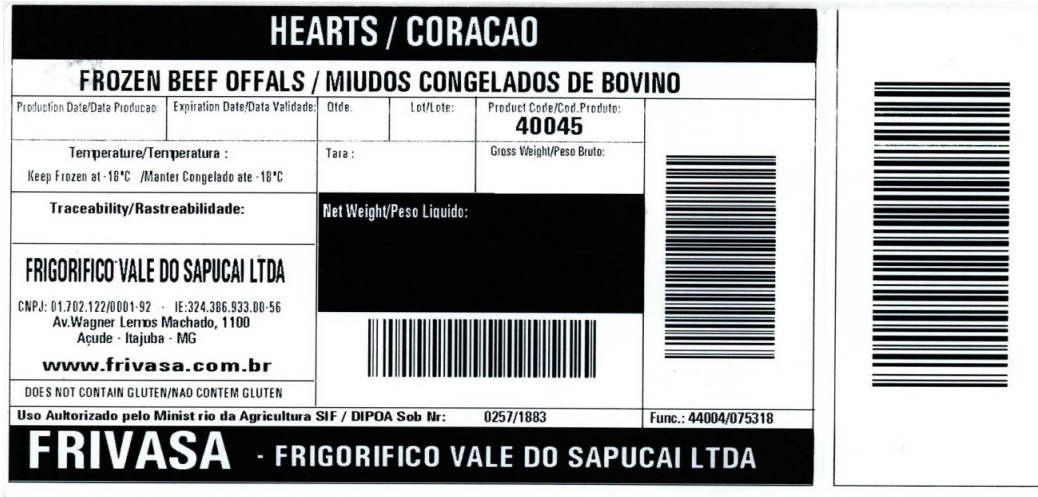 HEARTS / CORACAO
FROZEN BEEF OFFALS / MIUDOS CONGELADOS DE BOVINO
Production Date/Data Producao: Expiration Date/Data Validade: Qtde. Lot/Lote: Product Code/Cod.Produto:
40045
Temperature/Temperatura : Tara : Gross Weight/Peso Bruto:
Keep Frozen at -18°C /Manter Congelado ate -18°C
Traceability/Rastreabilidade: Net Weight/Peso Liquido:
FRIGORIFICO VALE DO SAPUCAI LTDA
CNPJ: 01.702.122/0001-92 - IE:324.386.933.00-56
Av.Wagner Lemos Machado, 1100
Açude - Itajuba - MG
www.frivasa.com.br
DOES NOT CONTAIN GLUTEN/NAO CONTEM GLUTEN
Uso Aultorizado pelo Minist rio da Agricultura SIF / DIPOA Sob Nr: 0257/1883 Func.: 44004/075318
FRIVASA - FRIGORIFICO VALE DO SAPUCAI LTDA